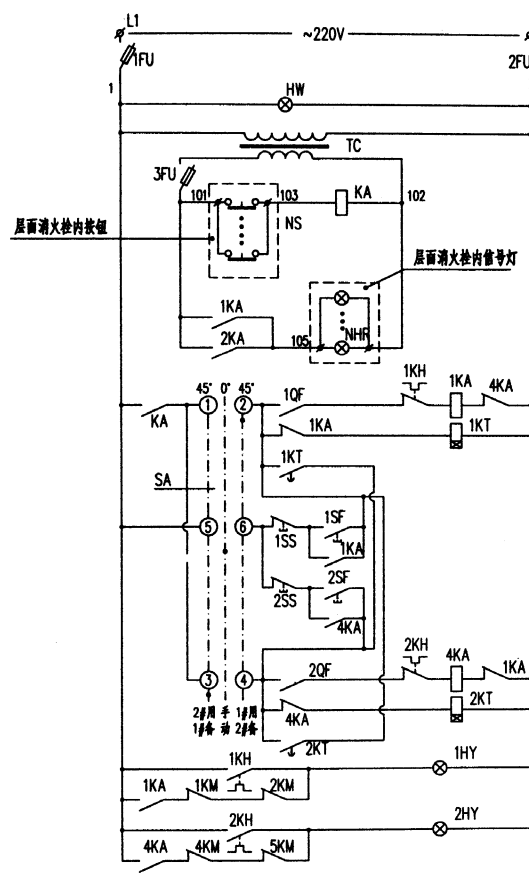 L1
~220V
1FU
2FU
1
HW
TC
3FU
101
103
KA
102
NS
层面消火栓内按钮
层面消火栓内信号灯
1KA
NHR
2KA
105
45° 0° 45°
1KH
1KA
4KA
1
2
1QF
KA
1KA
1KT
1KT
SA
5
6
1SF
1SS
1KA
2SF
2SS
4KA
2KH
4KA
1KA
3
4
2QF
2#用 手 1#用
1#备 动 2#备
4KA
2KT
2KT
1KH
1HY
1KA
1KM
2KM
2KH
2HY
4KA
4KM
5KM